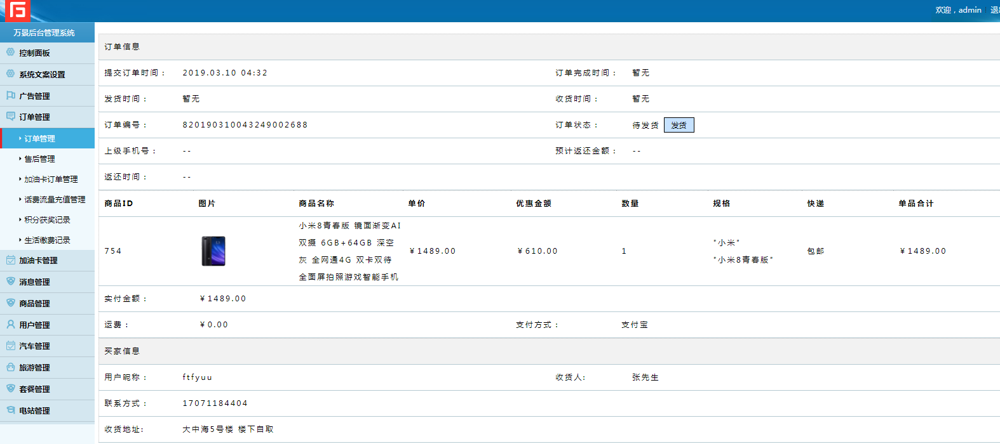 欢迎，admin
万景后台管理系统
控制面板
系统文案设置
广告管理
订单管理
订单管理
售后管理
加油卡订单管理
话费流量充值管理
积分获奖记录
生活缴费记录
加油卡管理
消息管理
商品管理
用户管理
汽车管理
旅游管理
套餐管理
电站管理
订单信息
提交订单时间： 2019.03.10 04:32 订单完成时间： 暂无
发货时间： 暂无 收货时间： 暂无
订单编号： 820190310043249002688 订单状态： 待发货 发货
上级手机号： -- 预计返还金额： --
返还时间： --
商品ID 图片 商品名称 单价 优惠金额 数量 规格 快递 单品合计
754 小米8青春版 镜面渐变AI
双摄 6GB+64GB 深空
灰 全网通4G 双卡双待
全面屏拍照游戏智能手机
￥1489.00 ￥610.00 1 "小米"
"小米8青春版" 包邮 ￥1489.00
实付金额： ￥1489.00
运费： ￥0.00 支付方式： 支付宝
买家信息
用户昵称： ftfyuu 收货人: 张先生
联系方式： 17071184404
收货地址: 大中海5号楼 楼下自取